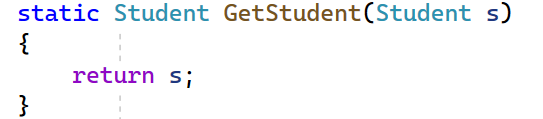 static Student GetStudent(Student s)
{
    return s;
}